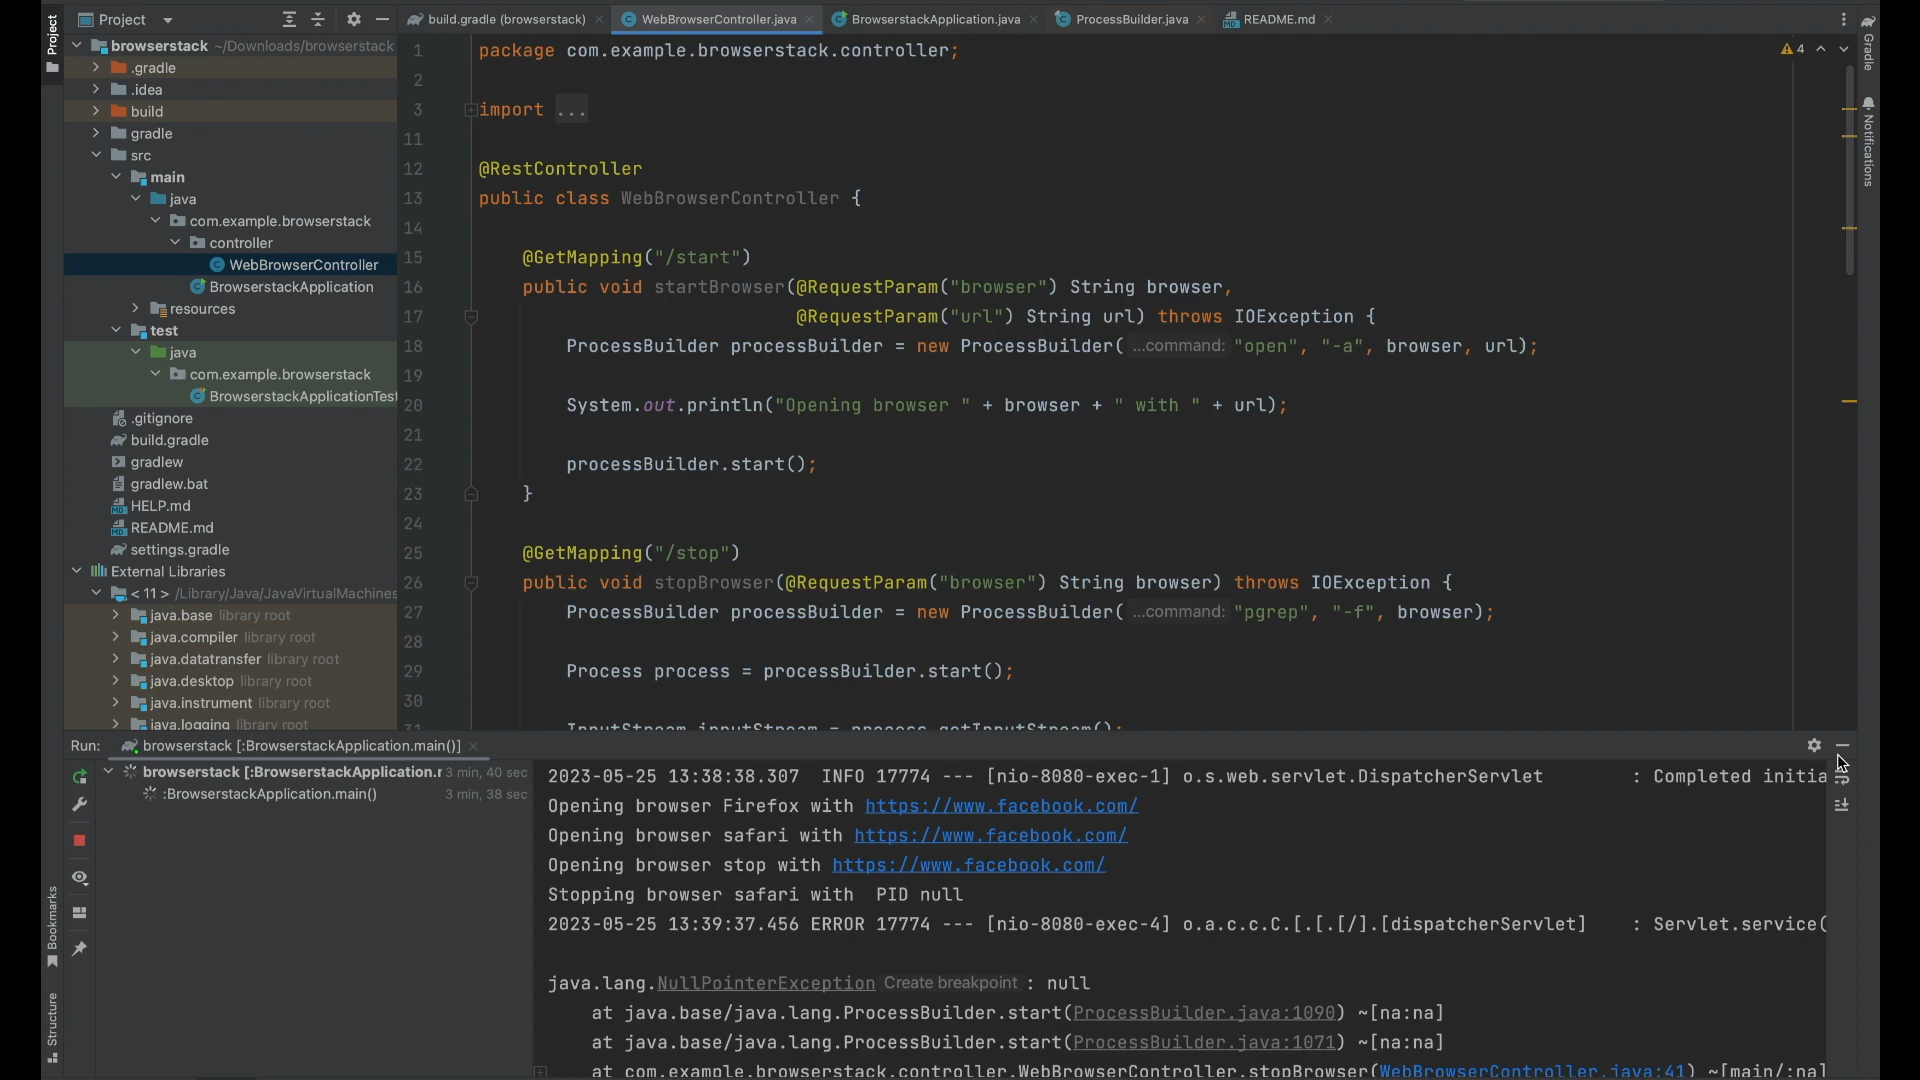 Project
build.gradle (browserstack)
WebBrowserController.java
BrowserstackApplication.java
ProcessBuilder.java
README.md
Project
Gradle
Notifications
Bookmarks
Structure
browserstack ~/Downloads/browserstack
.gradle
.idea
build
gradle
src
main
java
com.example.browserstack
controller
WebBrowserController
BrowserstackApplication
resources
test
java
com.example.browserstack
BrowserstackApplicationTest
.gitignore
build.gradle
gradlew
gradlew.bat
HELP.md
README.md
settings.gradle
External Libraries
< 11 > /Library/Java/JavaVirtualMachines
java.base library root
java.compiler library root
java.datatransfer library root
java.desktop library root
java.instrument library root
java.logging library root
4
1 package com.example.browserstack.controller;
2
3 import ...
11
12 @RestController
13 public class WebBrowserController {
14
15 @GetMapping("/start")
16 public void startBrowser(@RequestParam("browser") String browser,
17 @RequestParam("url") String url) throws IOException {
18 ProcessBuilder processBuilder = new ProcessBuilder( ...command: "open", "-a", browser, url);
19
20 System.out.println("Opening browser " + browser + " with " + url);
21
22 processBuilder.start();
23 }
24
25 @GetMapping("/stop")
26 public void stopBrowser(@RequestParam("browser") String browser) throws IOException {
27 ProcessBuilder processBuilder = new ProcessBuilder( ...command: "pgrep", "-f", browser);
28
29 Process process = processBuilder.start();
30
31 InputStream inputStream = process.getInputStream();
Run: browserstack [:BrowserstackApplication.main()]
browserstack [:BrowserstackApplication.r 3 min, 40 sec
:BrowserstackApplication.main() 3 min, 38 sec
2023-05-25 13:38:38.307 INFO 17774 --- [nio-8080-exec-1] o.s.web.servlet.DispatcherServlet : Completed initia
Opening browser Firefox with https://www.facebook.com/
Opening browser safari with https://www.facebook.com/
Opening browser stop with https://www.facebook.com/
Stopping browser safari with PID null
2023-05-25 13:39:37.456 ERROR 17774 --- [nio-8080-exec-4] o.a.c.c.C.[.[.[/].[dispatcherServlet] : Servlet.service(
java.lang.NullPointerException Create breakpoint : null
at java.base/java.lang.ProcessBuilder.start(ProcessBuilder.java:1090) ~[na:na]
at java.base/java.lang.ProcessBuilder.start(ProcessBuilder.java:1071) ~[na:na]
at com.example.browserstack.controller.WebBrowserController.stopBrowser(WebBrowserController.java:41) ~[main/:na]